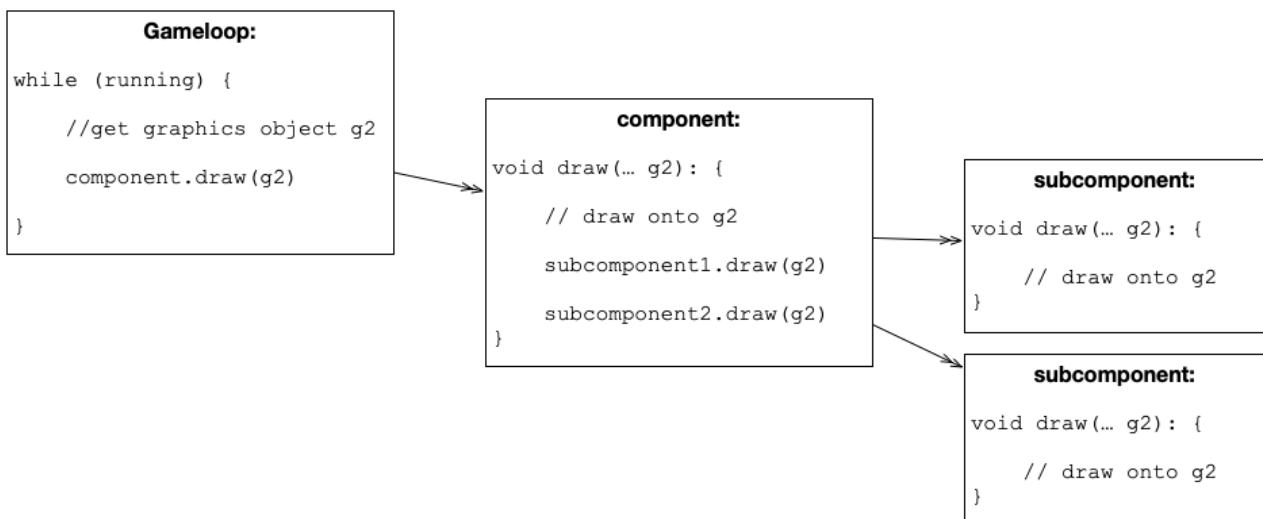 Gameloop:
while (running) {
//get graphics object g2
component.draw(g2)
}
component:
void draw(… g2): {
// draw onto g2
subcomponent1.draw(g2)
subcomponent2.draw(g2)
}
subcomponent:
void draw(… g2): {
// draw onto g2
}
subcomponent:
void draw(… g2): {
// draw onto g2
}